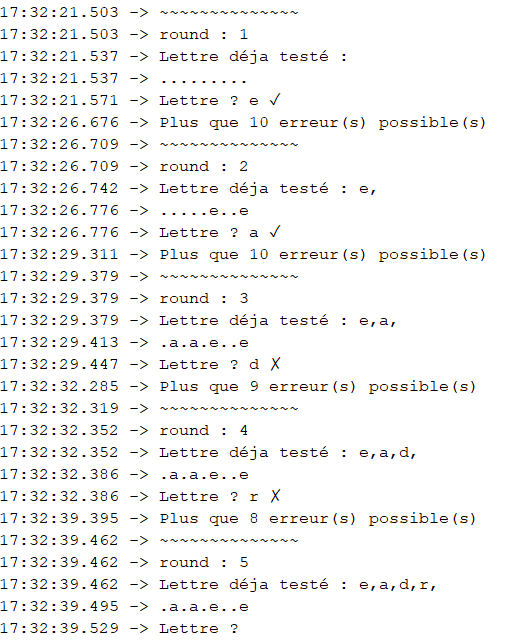 17:32:21.503 -> ~~~~~~~~~~~~~~
17:32:21.503 -> round : 1
17:32:21.537 -> Lettre déja testé :
17:32:21.537 -> .........
17:32:21.571 -> Lettre ? e ✓
17:32:26.676 -> Plus que 10 erreur(s) possible(s)
17:32:26.709 -> ~~~~~~~~~~~~~~
17:32:26.709 -> round : 2
17:32:26.742 -> Lettre déja testé : e,
17:32:26.776 -> .....e..e
17:32:26.776 -> Lettre ? a ✓
17:32:29.311 -> Plus que 10 erreur(s) possible(s)
17:32:29.379 -> ~~~~~~~~~~~~~~
17:32:29.379 -> round : 3
17:32:29.379 -> Lettre déja testé : e,a,
17:32:29.413 -> .a.a.e..e
17:32:29.447 -> Lettre ? d ✗
17:32:32.285 -> Plus que 9 erreur(s) possible(s)
17:32:32.319 -> ~~~~~~~~~~~~~~
17:32:32.352 -> round : 4
17:32:32.352 -> Lettre déja testé : e,a,d,
17:32:32.386 -> .a.a.e..e
17:32:32.386 -> Lettre ? r ✗
17:32:39.395 -> Plus que 8 erreur(s) possible(s)
17:32:39.462 -> ~~~~~~~~~~~~~~
17:32:39.462 -> round : 5
17:32:39.462 -> Lettre déja testé : e,a,d,r,
17:32:39.495 -> .a.a.e..e
17:32:39.529 -> Lettre ?